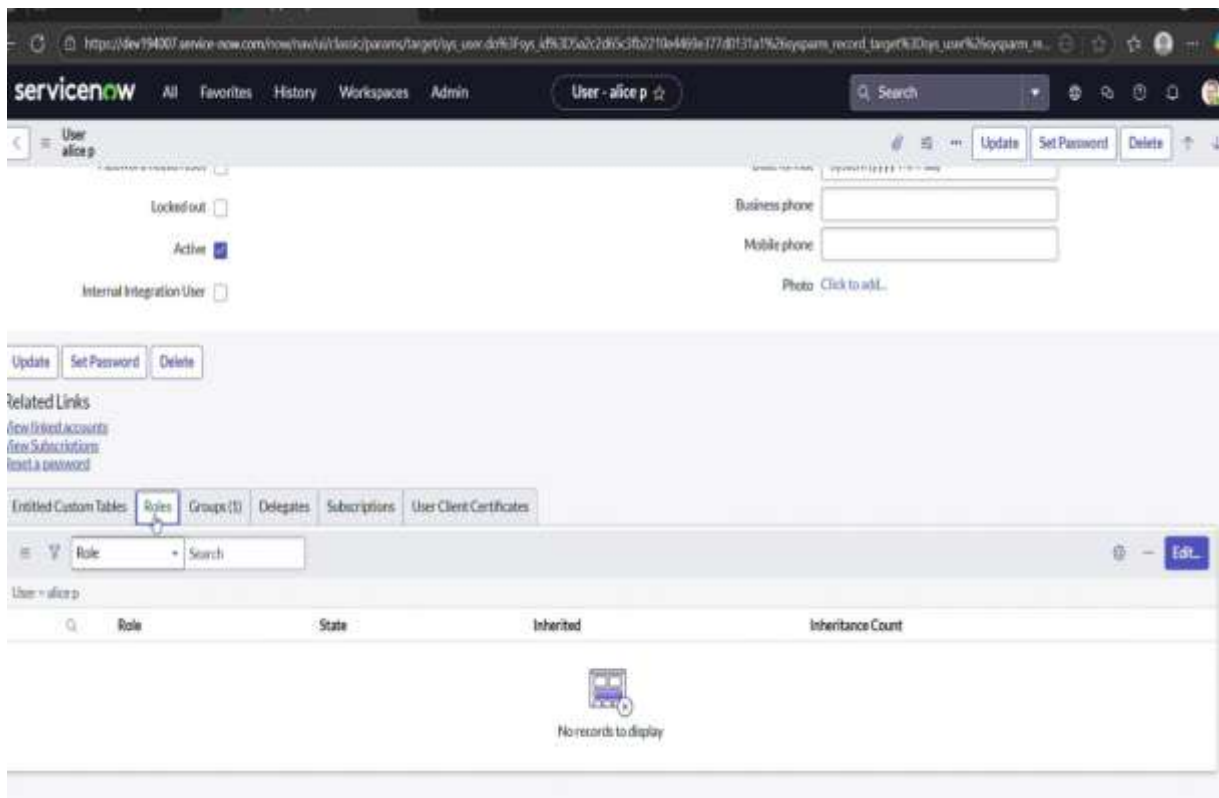 servicenow All Favorites History Workspaces Admin User - alice p Search
User
alice p
Update Set Password Delete
Locked out
Business phone
Active
Mobile phone
Internal Integration User
Photo Click to add...
Update Set Password Delete
Related Links
View linked accounts
View Subscriptions
Reset a password
Entitled Custom Tables Roles Groups (1) Delegates Subscriptions User Client Certificates
Role Search Edit...
User = alice p
Role State Inherited Inheritance Count
No records to display